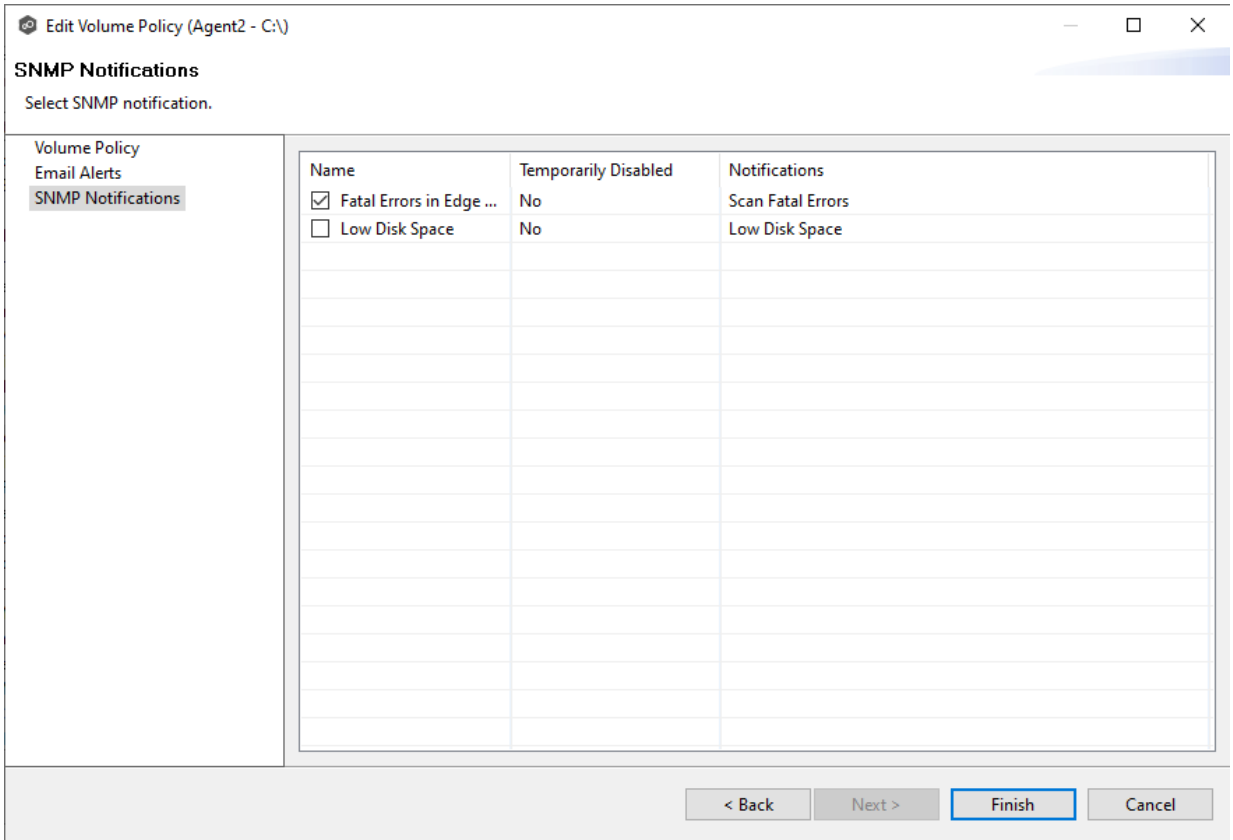 Edit Volume Policy (Agent2 - C:\)
SNMP Notifications
Select SNMP notification.
Volume Policy
Email Alerts
SNMP Notifications
Name Temporarily Disabled Notifications
Fatal Errors in Edge ... No Scan Fatal Errors
Low Disk Space No Low Disk Space
< Back Next > Finish Cancel